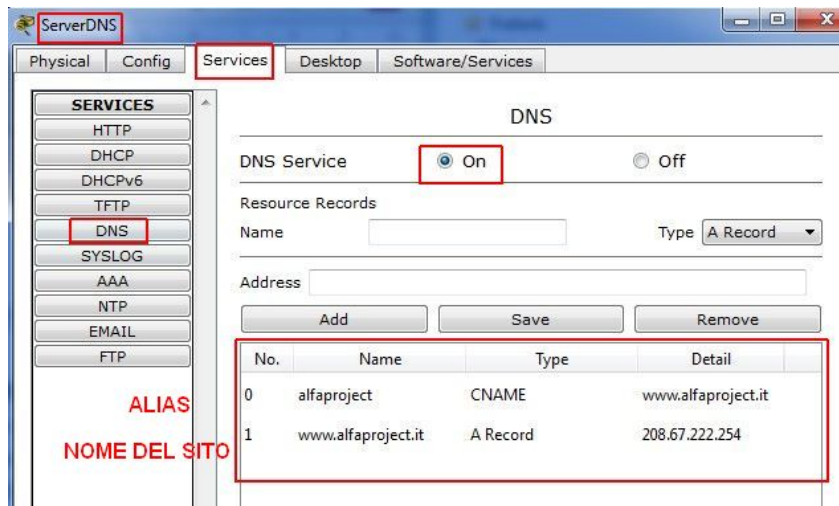 ServerDNS
Physical Config Services Desktop Software/Services
SERVICES
HTTP
DHCP
DHCPv6
TFTP
DNS
SYSLOG
AAA
NTP
EMAIL
FTP
ALIAS
NOME DEL SITO
DNS
DNS Service On Off
Resource Records
Name Type A Record
Address
Add Save Remove
No. Name Type Detail
0 alfaproject CNAME www.alfaproject.it
1 www.alfaproject.it A Record 208.67.222.254